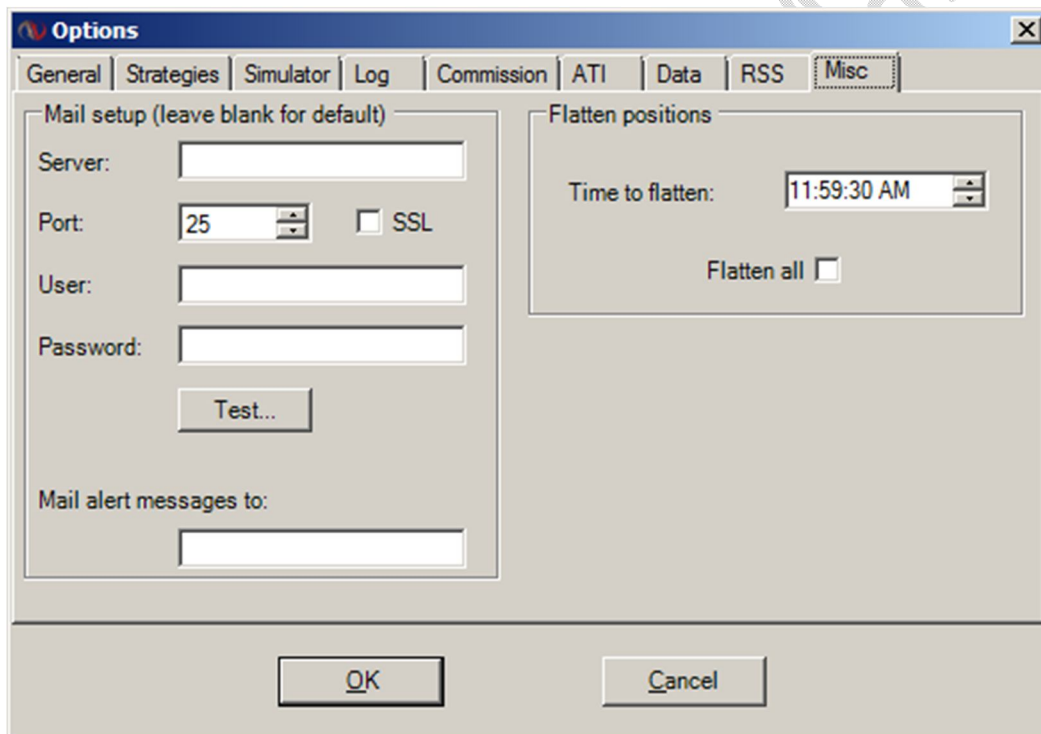 Options
General Strategies Simulator Log Commission ATI Data RSS Misc
Mail setup (leave blank for default)
Server:
Port: 25 SSL
User:
Password:
Test...
Mail alert messages to:
Flatten positions
Time to flatten: 11:59:30 AM
Flatten all
OK Cancel